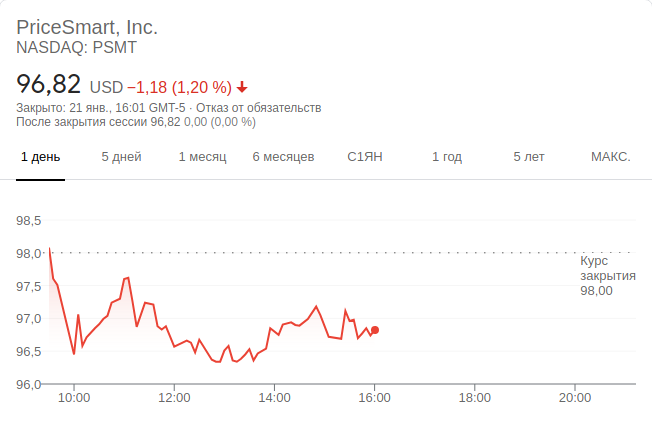 PriceSmart, Inc.
NASDAQ: PSMT
96,82 USD −1,18 (1,20 %)
Закрыто: 21 янв., 16:01 GMT-5 · Отказ от обязательств
После закрытия сессии 96,82 0,00 (0,00 %)
1 день 5 дней 1 месяц 6 месяцев С1ЯН 1 год 5 лет МАКС.
98,5
98,0
Курс
закрытия
98,00
97,5
97,0
96,5
96,0
10:00 12:00 14:00 16:00 18:00 20:00